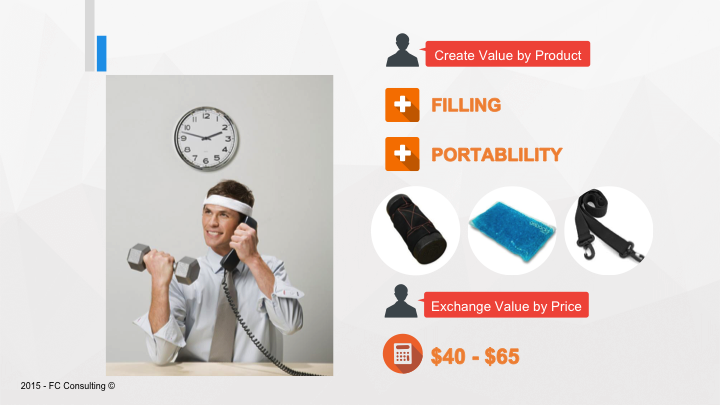 Create Value by Product
FILLING
PORTABLILITY
Exchange Value by Price
$40 - $65
2015 - FC Consulting ©